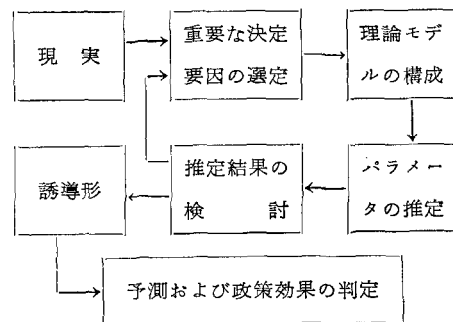 現実
重要な決定
要因の選定
理論モデ
ルの構成
誘導形
推定結果の
検討
パラメー
タの推定
予測および政策効果の判定